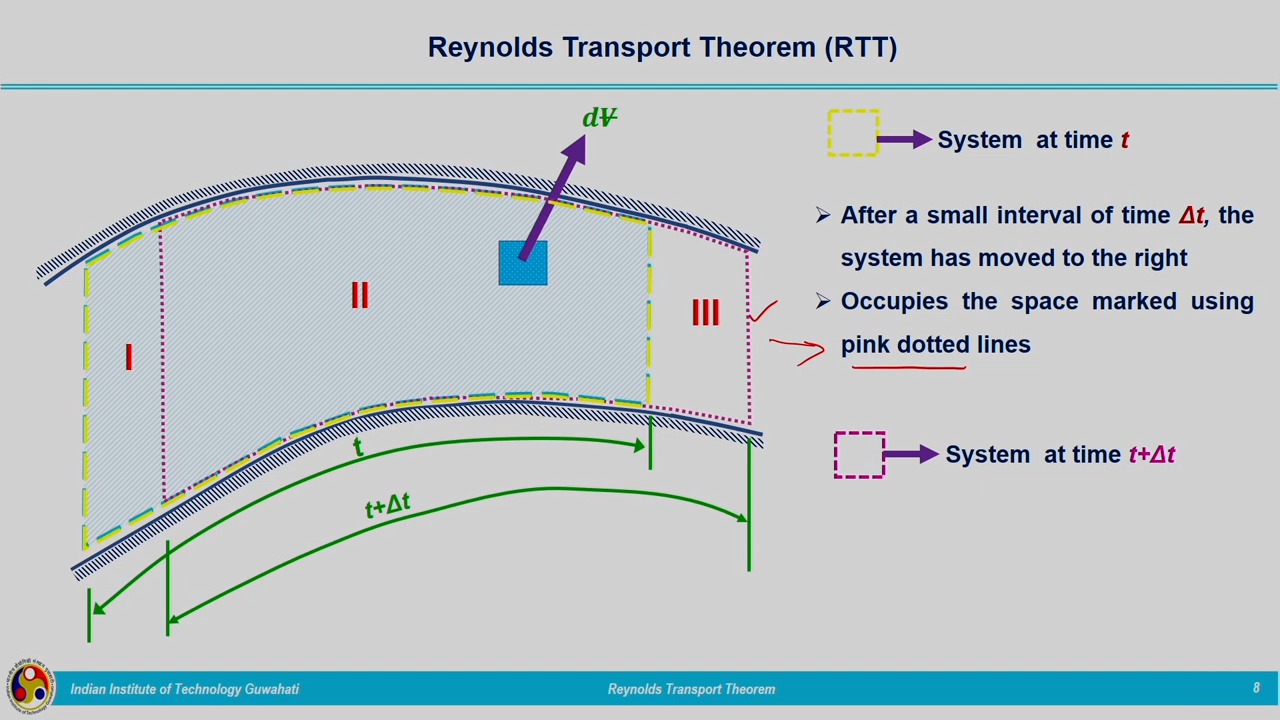 Reynolds Transport Theorem (RTT)
dV
System at time t
➢ After a small interval of time Δt, the
system has moved to the right
➢ Occupies the space marked using
pink dotted lines
System at time t+Δt
I
II
III
t
t+Δt
Indian Institute of Technology Guwahati
Reynolds Transport Theorem
8